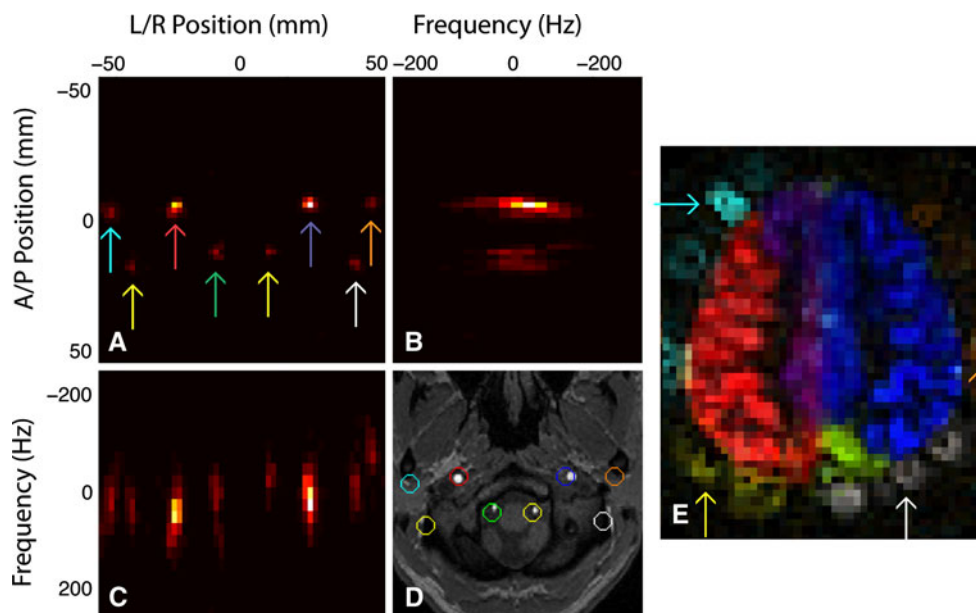 L/R Position (mm)
Frequency (Hz)
−50 0 50
−200 0 −200
A/P Position (mm)
−50
0
50
A
B
Frequency (Hz)
−200
0
200
C
D
E